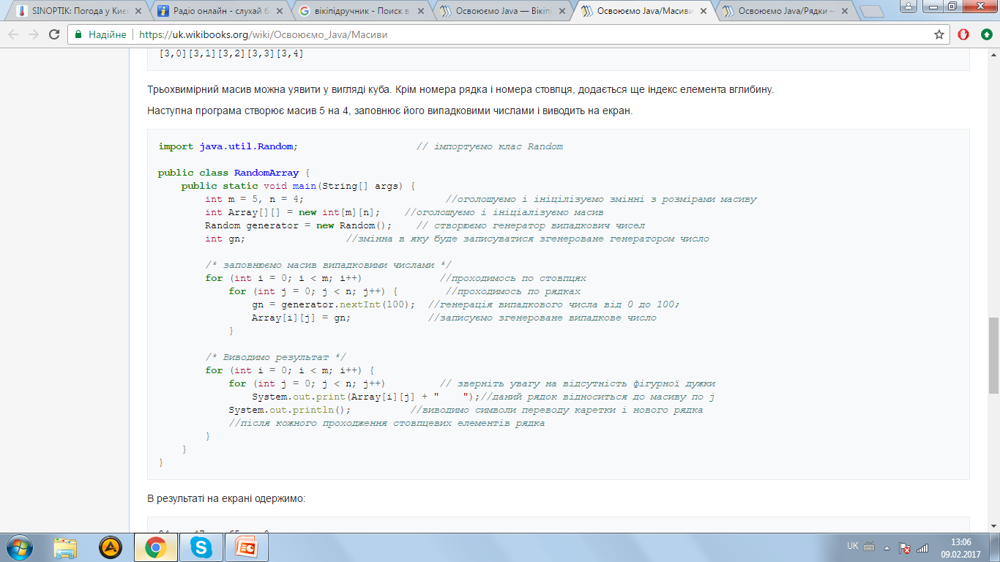 SINOPTIK: Погода у Києв
Радіо онлайн - слухай б
вікіпідручник - Поиск в
Освоюємо Java — Вікіп
Освоюємо Java/Масиви
Освоюємо Java/Рядки –
Надійне https://uk.wikibooks.org/wiki/Освоюємо_Java/Масиви
[3,0][3,1][3,2][3,3][3,4]
Трьохвимірний масив можна уявити у вигляді куба. Крім номера рядка і номера стовпця, додається ще індекс елемента вглибину.
Наступна програма створює масив 5 на 4, заповнює його випадковими числами і виводить на екран.
import java.util.Random; // імпортуємо клас Random
public class RandomArray {
public static void main(String[] args) {
int m = 5, n = 4; //оголошуємо і ініцілізуємо змінні з розмірами масиву
int Array[][] = new int[m][n]; //оголошуємо і ініціалізуємо масив
Random generator = new Random(); // створюємо генератор випадкович чисел
int gn; //змінна в яку буде записуватися згенероване генератором число
/* заповнюємо масив випадковими числами */
for (int i = 0; i < m; i++) //проходимось по стовпцях
for (int j = 0; j < n; j++) { //проходимось по рядках
gn = generator.nextInt(100); //генерація випадкового числа від 0 до 100;
Array[i][j] = gn; //записуємо згенероване випадкове число
}
/* Виводимо результат */
for (int i = 0; i < m; i++) {
for (int j = 0; j < n; j++) // зверніть увагу на відсутність фігурної дужки
System.out.print(Array[i][j] + "    ");//даний рядок відноситься до масиву по j
System.out.println(); //виводимо символи переводу каретки і нового рядка
//після кожного проходження стовпцевих елементів рядка
}
}
}
В результаті на екрані одержимо:
UK
13:06
09.02.2017